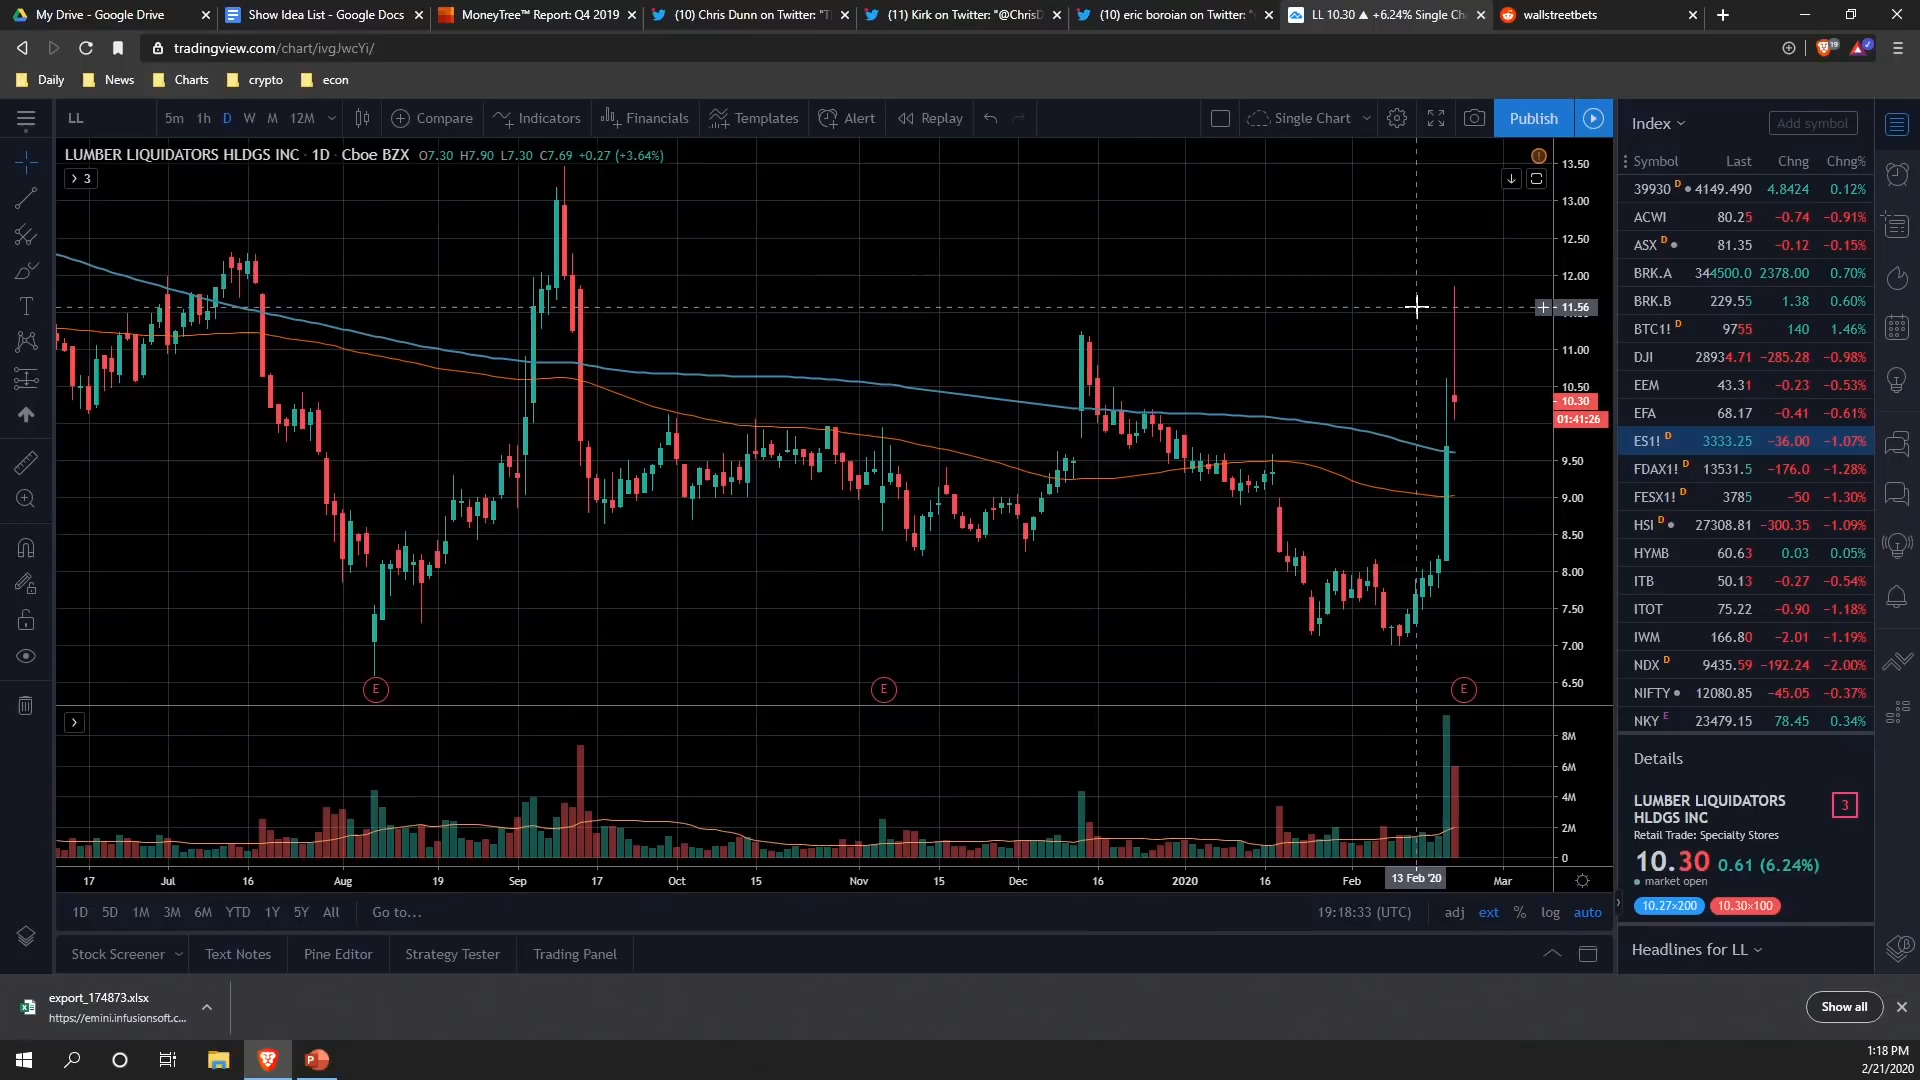 My Drive - Google Drive
Show Idea List - Google Docs
MoneyTree™ Report: Q4 2019
(10) Chris Dunn on Twitter: "T
(11) Kirk on Twitter: "@ChrisD
(10) eric boroian on Twitter: "
LL 10.30 ▲ +6.24% Single Ch
wallstreetbets
tradingview.com/chart/ivgJwcYi/
19
Daily News Charts crypto econ
LL 5m 1h D W M 12M Compare Indicators Financials Templates Alert Replay Single Chart Publish
LUMBER LIQUIDATORS HLDGS INC · 1D · Cboe BZX O7.30 H7.90 L7.30 C7.69 +0.27 (+3.64%)
3
13.50
13.00
12.50
12.00
11.56
11.00
10.50
10.30
01:41:26
9.50
9.00
8.50
8.00
7.50
7.00
6.50
E E E
8M
6M
4M
2M
0
17 Jul 16 Aug 19 Sep 17 Oct 15 Nov 15 Dec 16 2020 16 Feb 13 Feb '20 Mar
1D 5D 1M 3M 6M YTD 1Y 5Y All Go to... 19:18:33 (UTC) adj ext % log auto
Stock Screener Text Notes Pine Editor Strategy Tester Trading Panel
Index Add symbol
Symbol Last Chng Chng%
39930 D 4149.490 4.8424 0.12%
ACWI 80.25 −0.74 −0.91%
ASX D 81.35 −0.12 −0.15%
BRK.A 344500.0 2378.00 0.70%
BRK.B 229.55 1.38 0.60%
BTC1! D 9755 140 1.46%
DJI 28934.71 −285.28 −0.98%
EEM 43.31 −0.23 −0.53%
EFA 68.17 −0.41 −0.61%
ES1! D 3333.25 −36.00 −1.07%
FDAX1! D 13531.5 −176.0 −1.28%
FESX1! D 3785 −50 −1.30%
HSI D 27308.81 −300.35 −1.09%
HYMB 60.63 0.03 0.05%
ITB 50.13 −0.27 −0.54%
ITOT 75.22 −0.90 −1.18%
IWM 166.80 −2.01 −1.19%
NDX D 9435.59 −192.24 −2.00%
NIFTY 12080.85 −45.05 −0.37%
NKY E 23479.15 78.45 0.34%
Details
LUMBER LIQUIDATORS
HLDGS INC
3
Retail Trade: Specialty Stores
10.30 0.61 (6.24%)
market open
10.27×200 10.30×100
Headlines for LL
export_174873.xlsx
https://emini.infusionsoft.c...
Show all
1:18 PM
2/21/2020